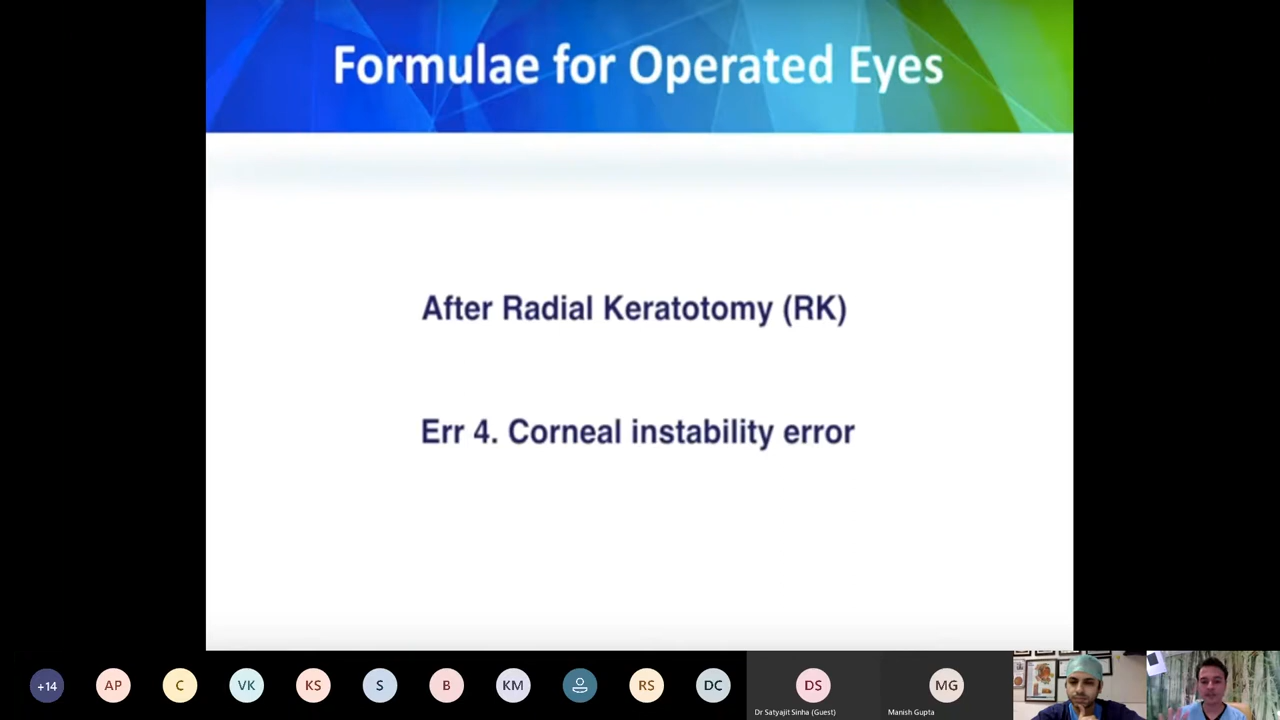 Formulae for Operated Eyes
After Radial Keratotomy (RK)
Err 4. Corneal instability error
+14
AP
C
VK
KS
S
B
KM
RS
DC
DS
MG
Dr Satyajit Sinha (Guest)
Manish Gupta